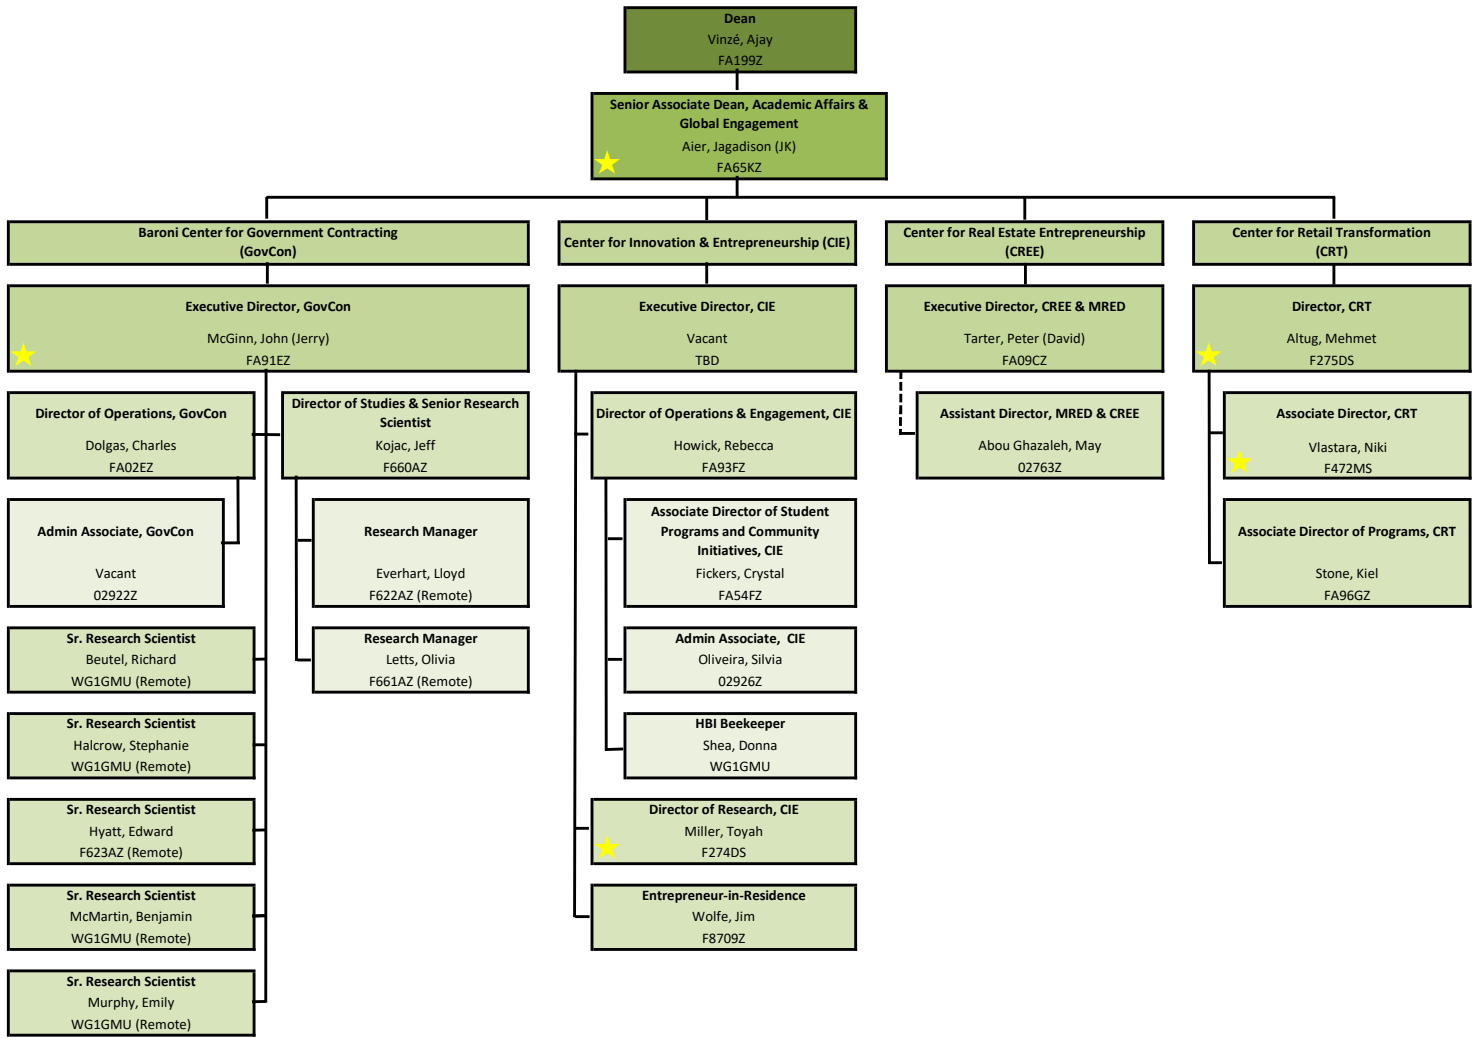 Dean
Vinzé, Ajay
FA199Z
Senior Associate Dean, Academic Affairs &
Global Engagement
Aier, Jagadison (JK)
FA65KZ
Baroni Center for Government Contracting
(GovCon)
Executive Director, GovCon
McGinn, John (Jerry)
FA91EZ
Director of Operations, GovCon
Dolgas, Charles
FA02EZ
Admin Associate, GovCon
Vacant
02922Z
Director of Studies & Senior Research
Scientist
Kojac, Jeff
F660AZ
Research Manager
Everhart, Lloyd
F622AZ (Remote)
Research Manager
Letts, Olivia
F661AZ (Remote)
Sr. Research Scientist
Beutel, Richard
WG1GMU (Remote)
Sr. Research Scientist
Halcrow, Stephanie
WG1GMU (Remote)
Sr. Research Scientist
Hyatt, Edward
F623AZ (Remote)
Sr. Research Scientist
McMartin, Benjamin
WG1GMU (Remote)
Sr. Research Scientist
Murphy, Emily
WG1GMU (Remote)
Center for Innovation & Entrepreneurship (CIE)
Executive Director, CIE
Vacant
TBD
Director of Operations & Engagement, CIE
Howick, Rebecca
FA93FZ
Associate Director of Student
Programs and Community
Initiatives, CIE
Fickers, Crystal
FA54FZ
Admin Associate, CIE
Oliveira, Silvia
02926Z
HBI Beekeeper
Shea, Donna
WG1GMU
Director of Research, CIE
Miller, Toyah
F274DS
Entrepreneur-in-Residence
Wolfe, Jim
F8709Z
Center for Real Estate Entrepreneurship
(CREE)
Executive Director, CREE & MRED
Tarter, Peter (David)
FA09CZ
Assistant Director, MRED & CREE
Abou Ghazaleh, May
02763Z
Center for Retail Transformation
(CRT)
Director, CRT
Altug, Mehmet
F275DS
Associate Director, CRT
Vlastara, Niki
F472MS
Associate Director of Programs, CRT
Stone, Kiel
FA96GZ